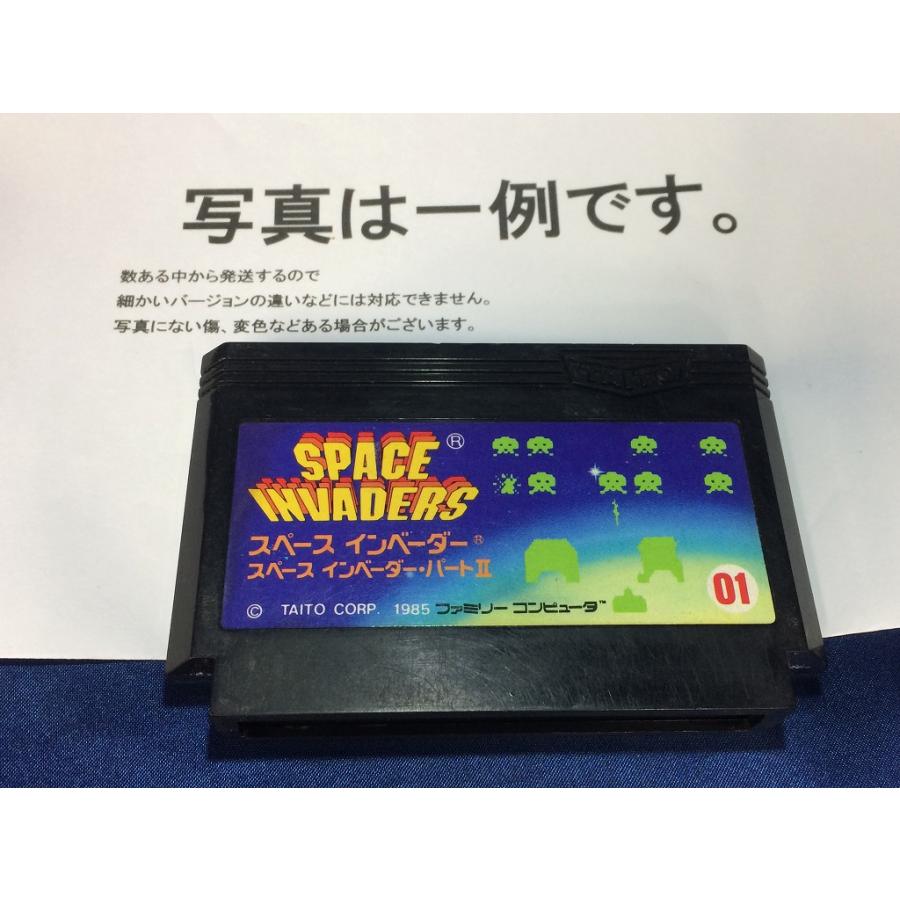 写真は一例です。
数ある中から発送するので
細かいバージョンの違いなどには対応できません。
写真にない傷、変色などある場合がございます。
TAITO
SPACE ®
INVADERS
スペース インベーダー®
スペース インベーダー・パートII
© TAITO CORP. 1985 ファミリー コンピュータ™
01